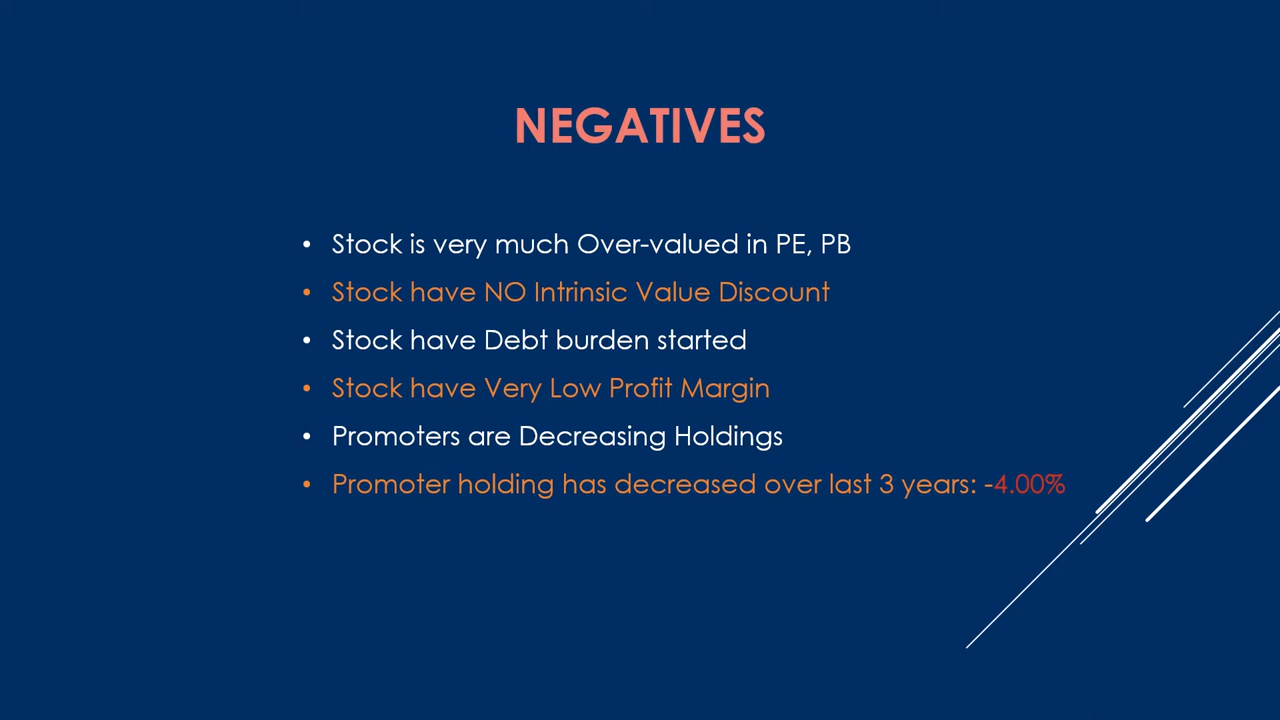 NEGATIVES
• Stock is very much Over-valued in PE, PB
• Stock have NO Intrinsic Value Discount
• Stock have Debt burden started
• Stock have Very Low Profit Margin
• Promoters are Decreasing Holdings
• Promoter holding has decreased over last 3 years: -4.00%